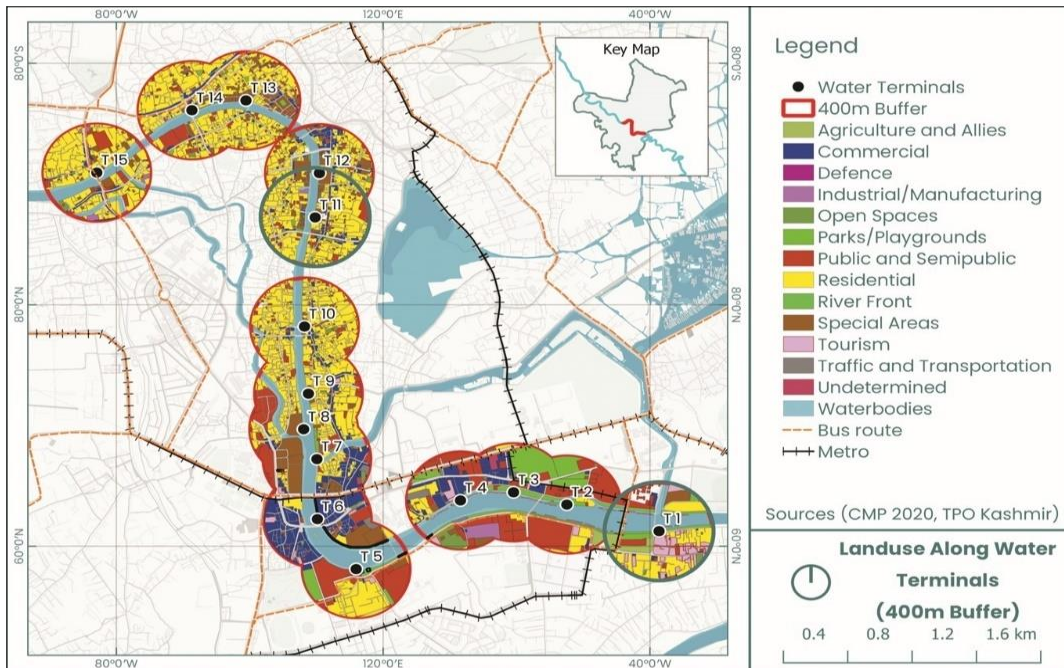 80°0'W
120°0'E
40°0'W
80°0'S
80°0'S
80°0'N
80°0'N
60°0'N
60°0'N
80°0'W
120°0'E
40°0'W
Key Map
T 14
T 13
T 15
T 12
T 11
T 10
T 9
T 8
T 7
T 6
T 5
T 4
T 3
T 2
T 1
Legend
Water Terminals
400m Buffer
Agriculture and Allies
Commercial
Defence
Industrial/Manufacturing
Open Spaces
Parks/Playgrounds
Public and Semipublic
Residential
River Front
Special Areas
Tourism
Traffic and Transportation
Undetermined
Waterbodies
Bus route
Metro
Sources (CMP 2020, TPO Kashmir)
Landuse Along Water
Terminals
(400m Buffer)
0.4 0.8 1.2 1.6 km